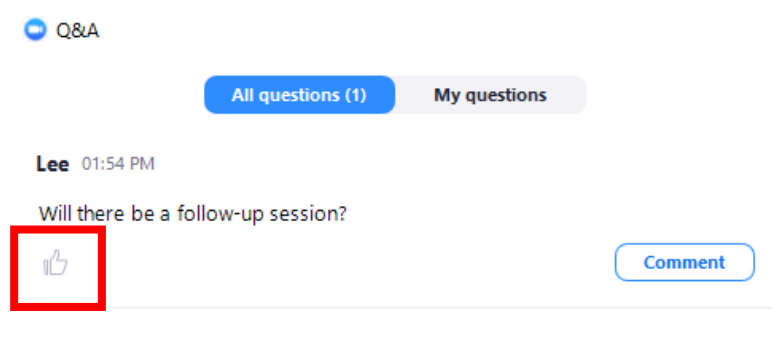 Q&A
All questions (1) My questions
Lee 01:54 PM
Will there be a follow-up session?
Comment